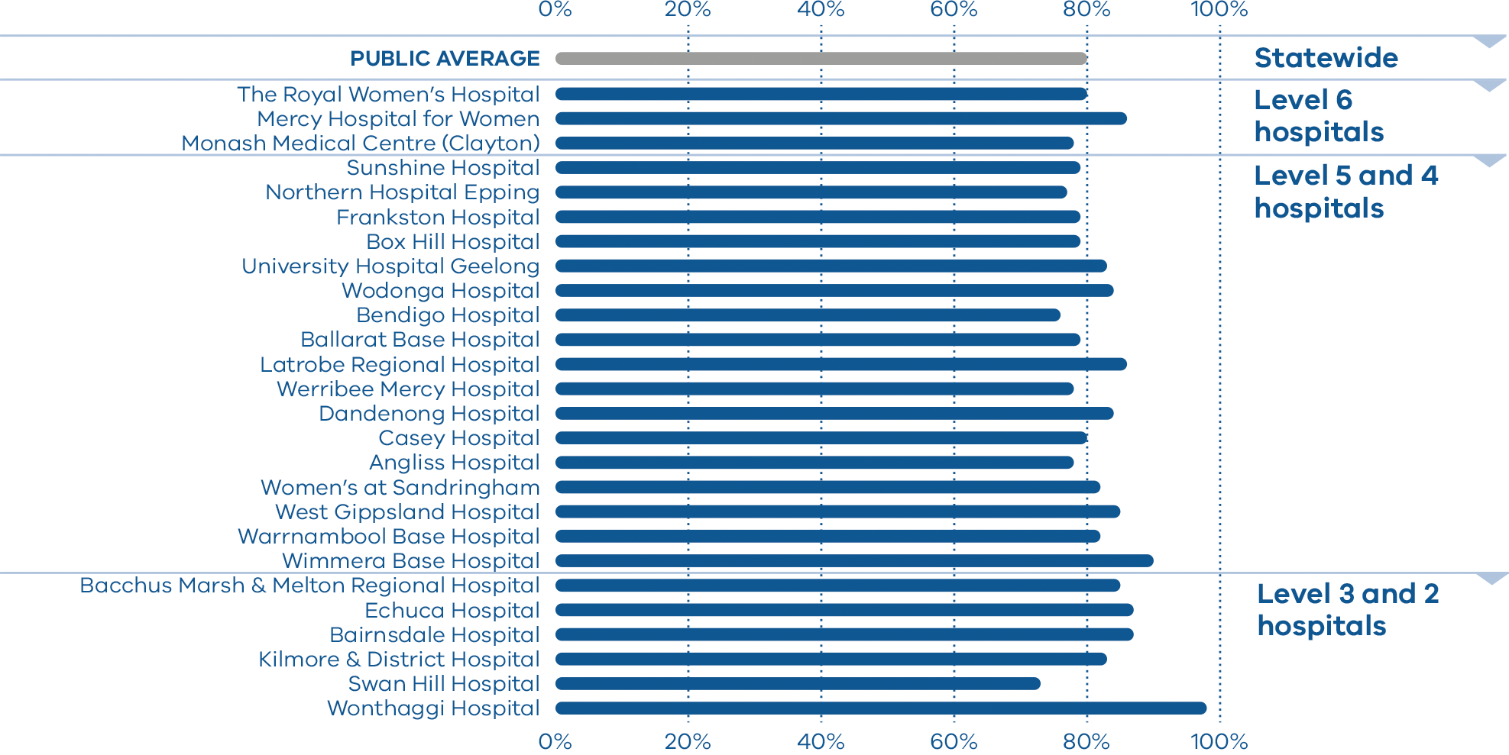 0% 20% 40% 60% 80% 100%
PUBLIC AVERAGE
Statewide
The Royal Women's Hospital
Mercy Hospital for Women
Monash Medical Centre (Clayton)
Level 6
hospitals
Sunshine Hospital
Northern Hospital Epping
Frankston Hospital
Box Hill Hospital
University Hospital Geelong
Wodonga Hospital
Bendigo Hospital
Ballarat Base Hospital
Latrobe Regional Hospital
Werribee Mercy Hospital
Dandenong Hospital
Casey Hospital
Angliss Hospital
Women's at Sandringham
West Gippsland Hospital
Warrnambool Base Hospital
Wimmera Base Hospital
Level 5 and 4
hospitals
Bacchus Marsh & Melton Regional Hospital
Echuca Hospital
Bairnsdale Hospital
Kilmore & District Hospital
Swan Hill Hospital
Wonthaggi Hospital
Level 3 and 2
hospitals
0% 20% 40% 60% 80% 100%